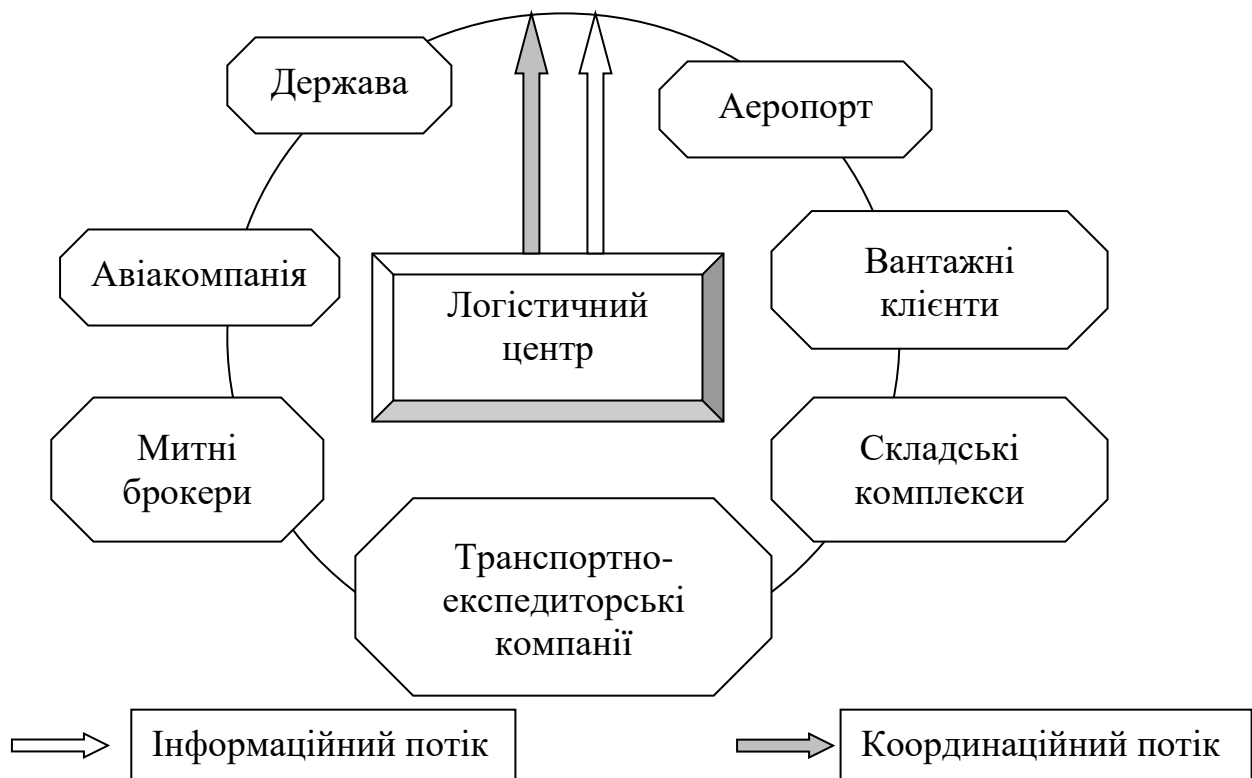 Держава
Аеропорт
Авіакомпанія
Логістичний
центр
Вантажні
клієнти
Митні
брокери
Складські
комплекси
Транспортно-
експедиторські
компанії
Інформаційний потік
Координаційний потік